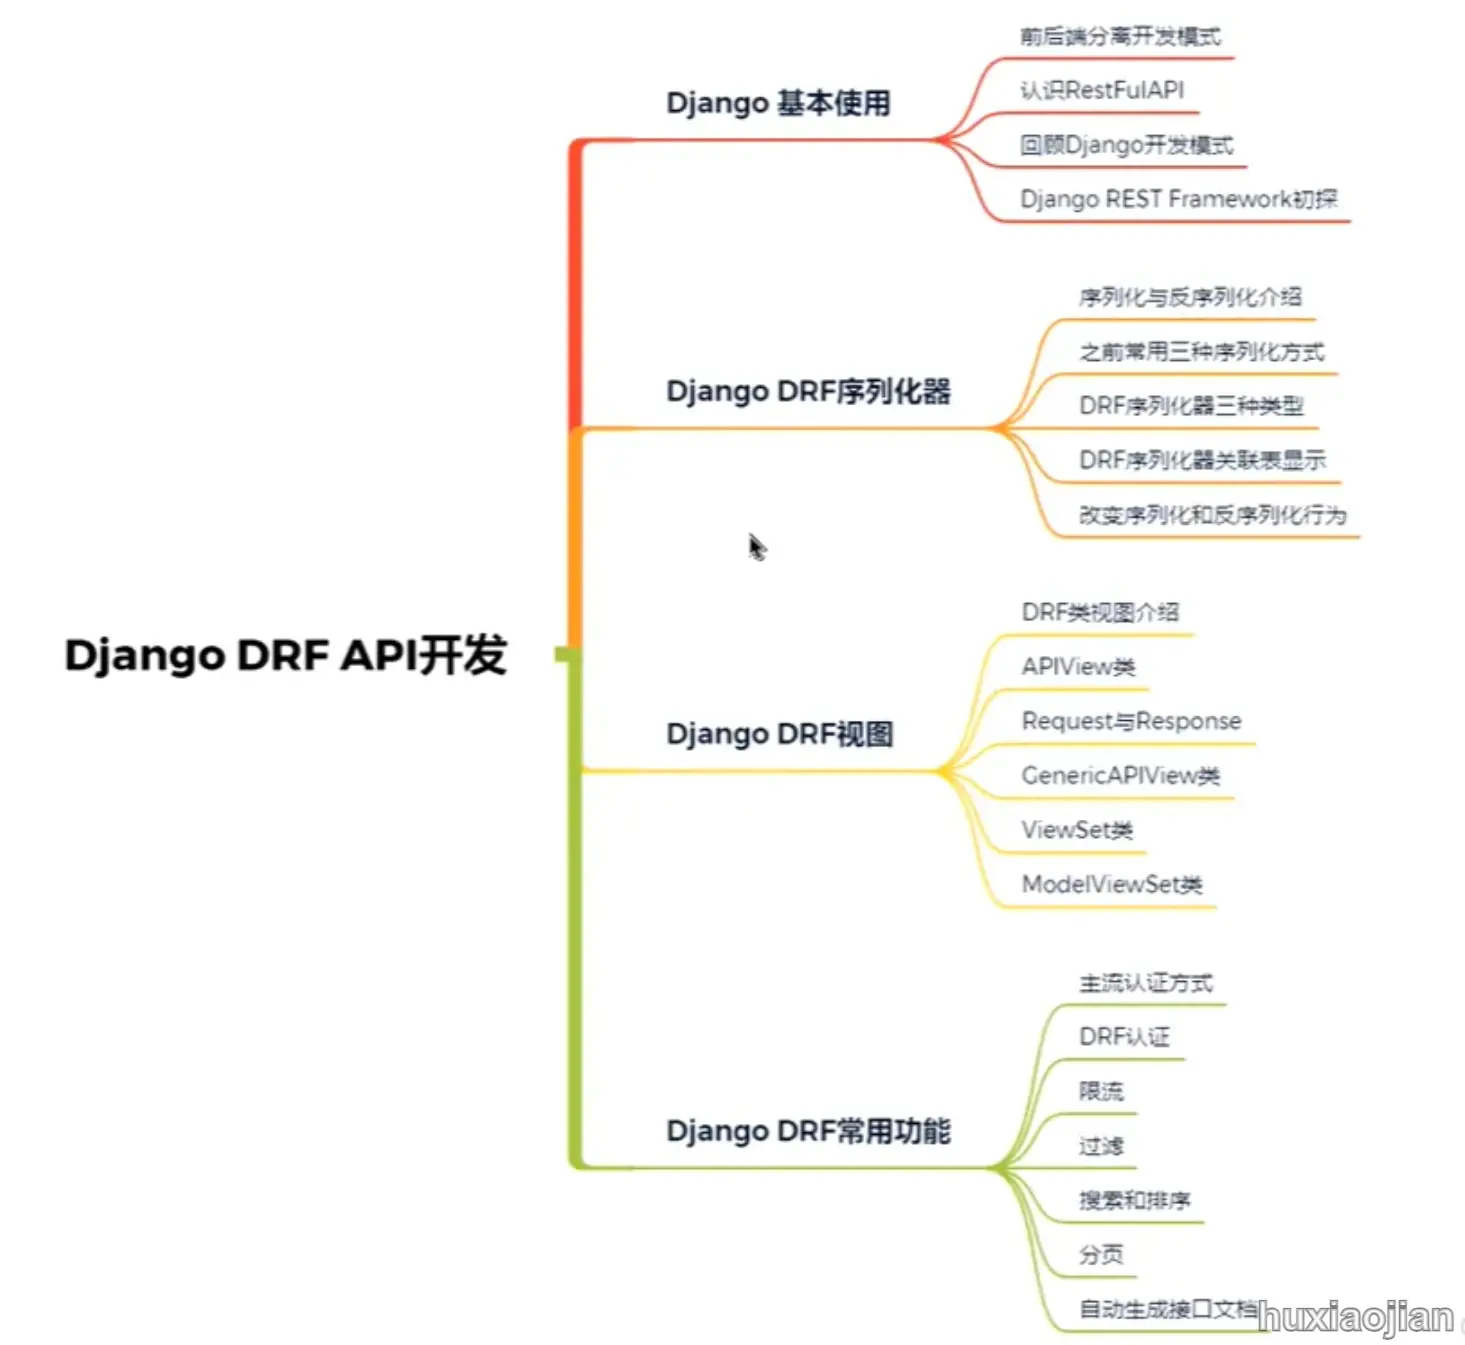 Django DRF API开发
Django 基本使用
前后端分离开发模式
认识RestFulAPI
回顾Django开发模式
Django REST Framework初探
Django DRF序列化器
序列化与反序列化介绍
之前常用三种序列化方式
DRF序列化器三种类型
DRF序列化器关联表显示
改变序列化和反序列化行为
Django DRF视图
DRF类视图介绍
APIView类
Request与Response
GenericAPIView类
ViewSet类
ModelViewSet类
Django DRF常用功能
主流认证方式
DRF认证
限流
过滤
搜索和排序
分页
自动生成接口文档
huxiaojian